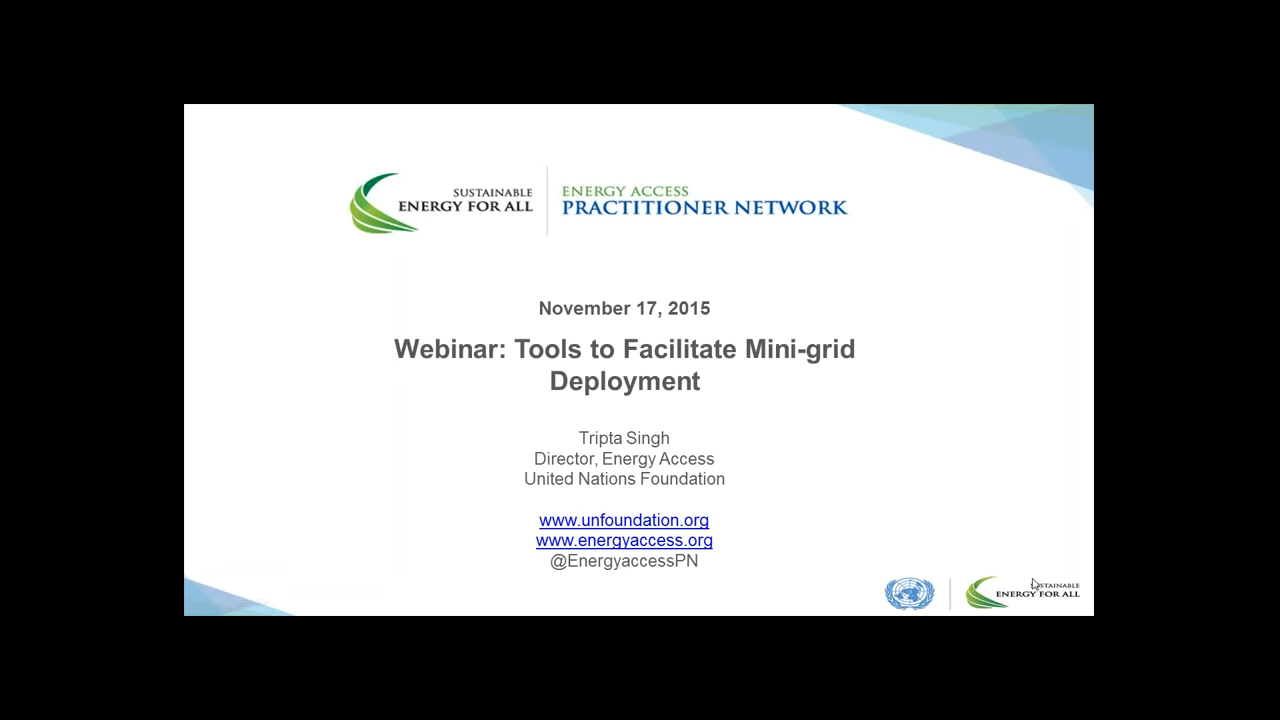 SUSTAINABLE
ENERGY FOR ALL
ENERGY ACCESS
PRACTITIONER NETWORK
November 17, 2015
Webinar: Tools to Facilitate Mini-grid
Deployment
Tripta Singh
Director, Energy Access
United Nations Foundation
www.unfoundation.org
www.energyaccess.org
@EnergyaccessPN
SUSTAINABLE
ENERGY FOR ALL